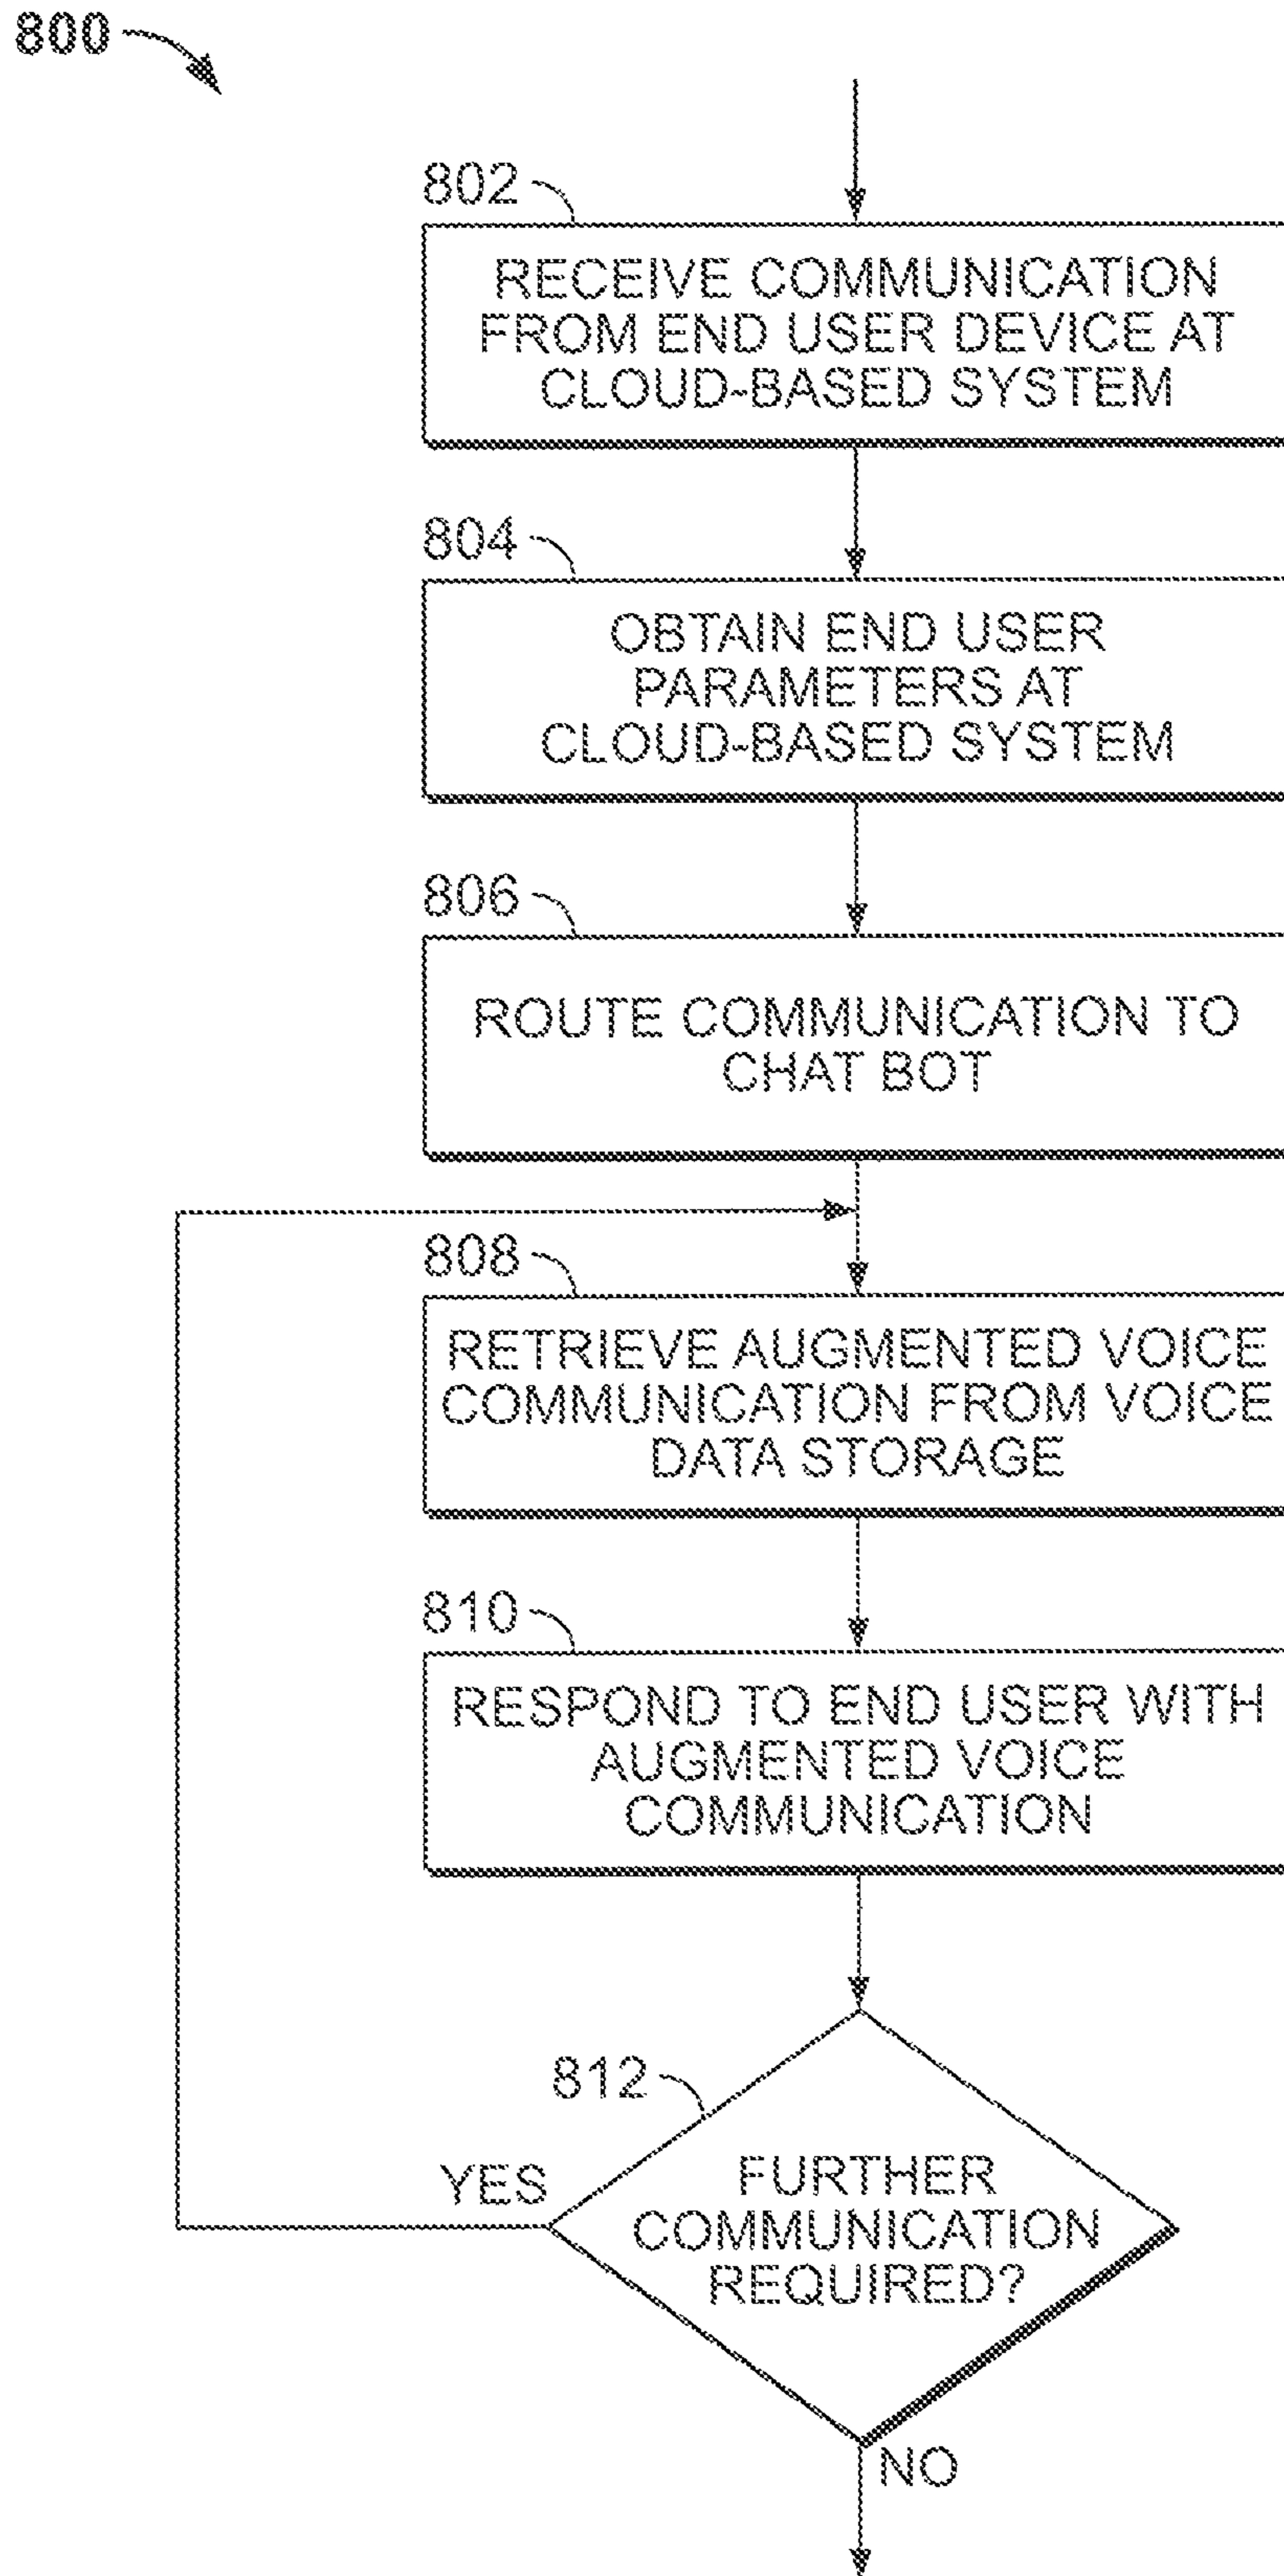 800
802
RECEIVE COMMUNICATION
FROM END USER DEVICE AT
CLOUD-BASED SYSTEM
804
OBTAIN END USER
PARAMETERS AT
CLOUD-BASED SYSTEM
806
ROUTE COMMUNICATION TO
CHAT BOT
808
RETRIEVE AUGMENTED VOICE
COMMUNICATION FROM VOICE
DATA STORAGE
810
RESPOND TO END USER WITH
AUGMENTED VOICE
COMMUNICATION
812
YES
FURTHER
COMMUNICATION
REQUIRED?
NO